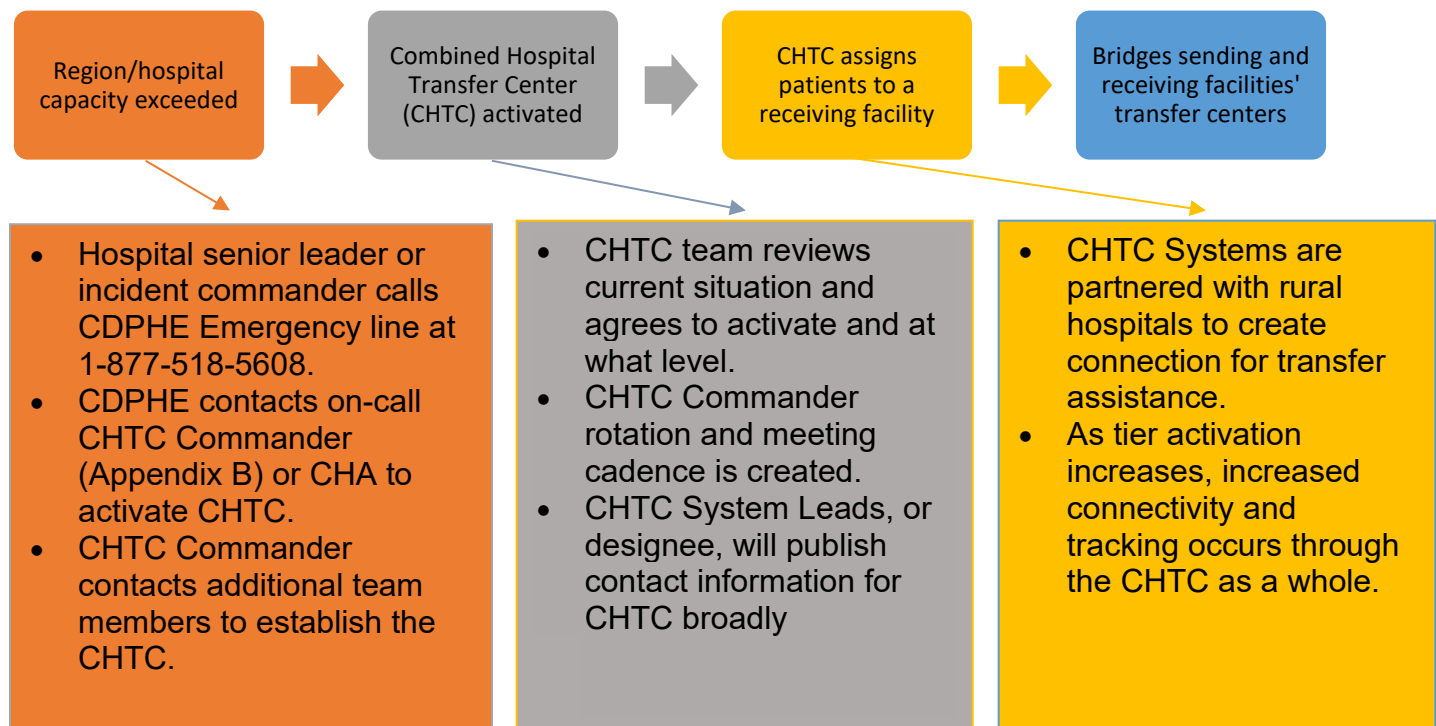 Region/hospital
capacity exceeded
Combined Hospital
Transfer Center
(CHTC) activated
CHTC assigns
patients to a
receiving facility
Bridges sending and
receiving facilities'
transfer centers
• Hospital senior leader or
incident commander calls
CDPHE Emergency line at
1-877-518-5608.
• CDPHE contacts on-call
CHTC Commander
(Appendix B) or CHA to
activate CHTC.
• CHTC Commander
contacts additional team
members to establish the
CHTC.
• CHTC team reviews
current situation and
agrees to activate and at
what level.
• CHTC Commander
rotation and meeting
cadence is created.
• CHTC System Leads, or
designee, will publish
contact information for
CHTC broadly
• CHTC Systems are
partnered with rural
hospitals to create
connection for transfer
assistance.
• As tier activation
increases, increased
connectivity and
tracking occurs through
the CHTC as a whole.